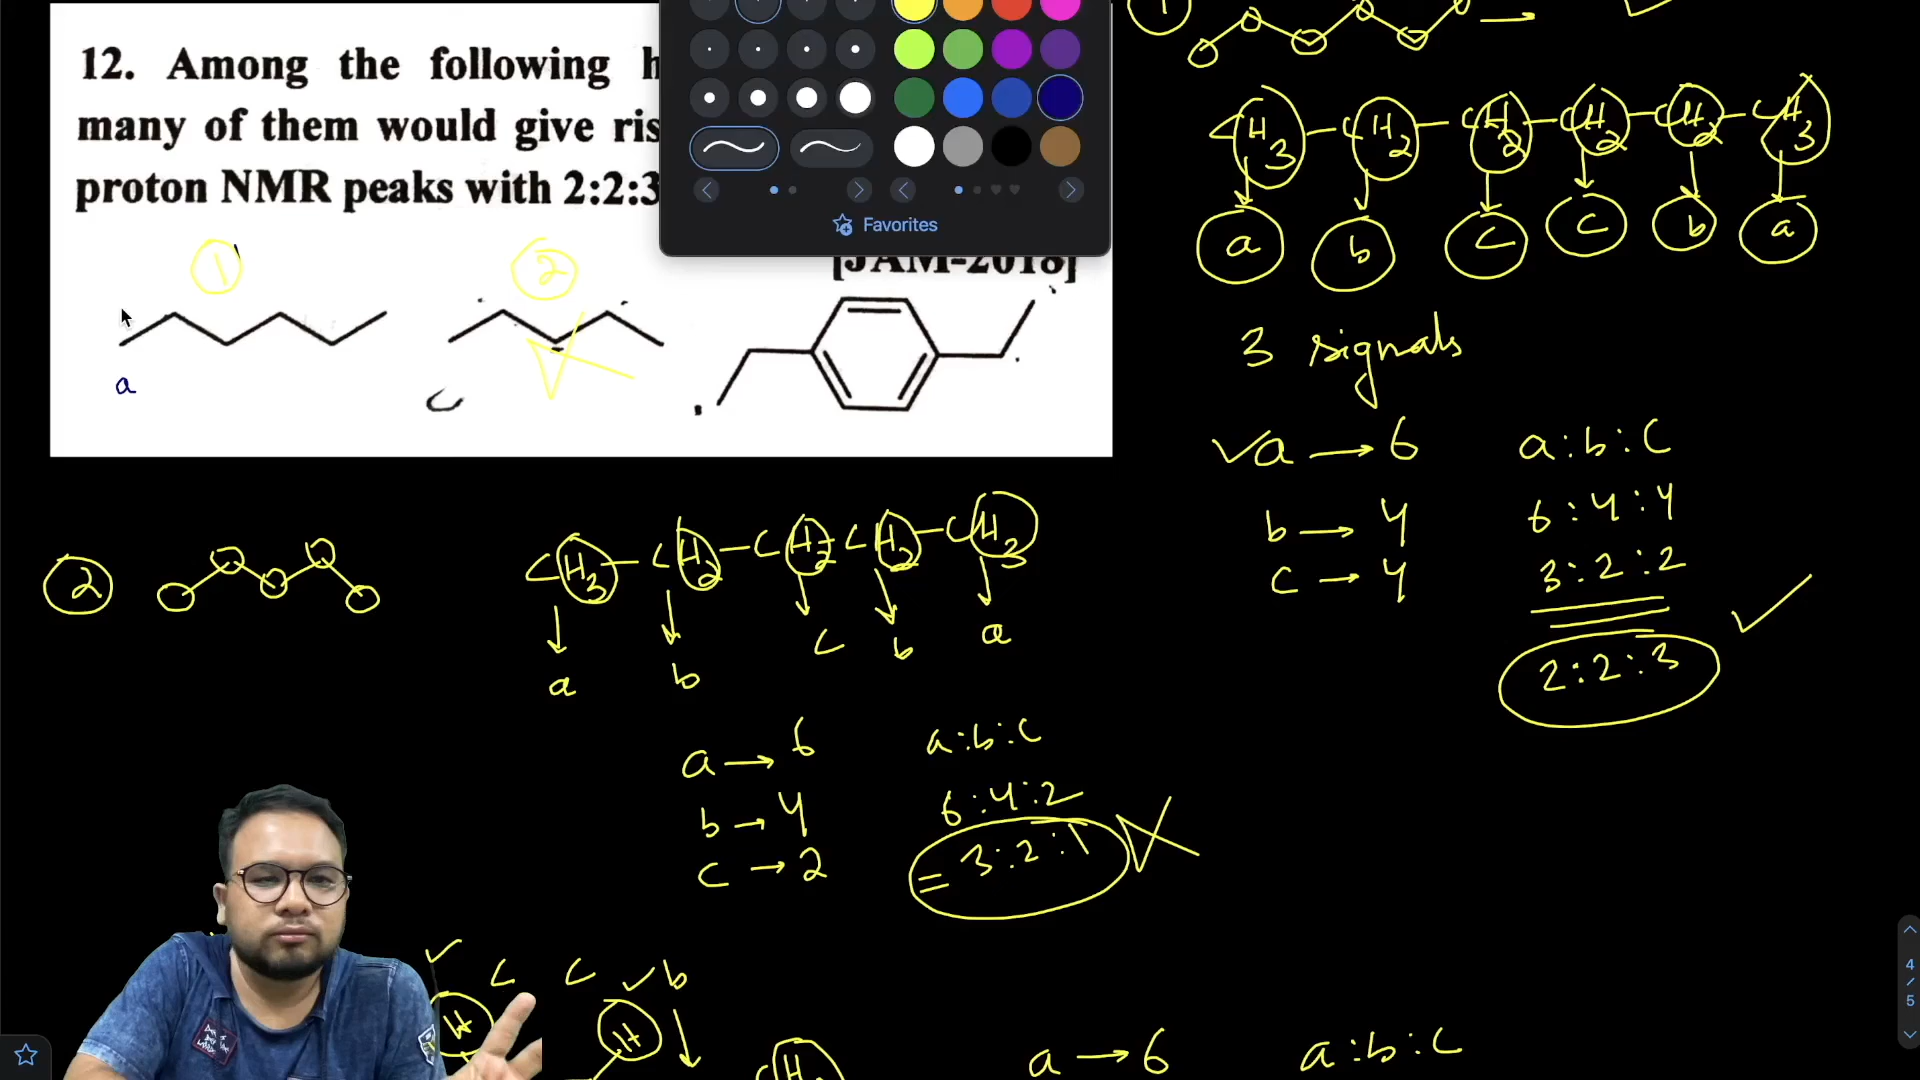 12. Among the following h
many of them would give ris
proton NMR peaks with 2:2:3
[JAM-2018]
Favorites
1
2
a
1
CH3 – CH2 – CH2 – CH2 – CH2 – CH3
a b c c b a
3 signals
a → 6
b → 4
c → 4
a : b : c
6 : 4 : 4
3 : 2 : 2
2 : 2 : 3
2
CH3 – CH2 – CH2 – CH2 – CH3
a b c b a
a → 6
b → 4
c → 2
a : b : c
6 : 4 : 2
= 3 : 2 : 1
c c b
H H
a → 6
a : b : c
4
/
5